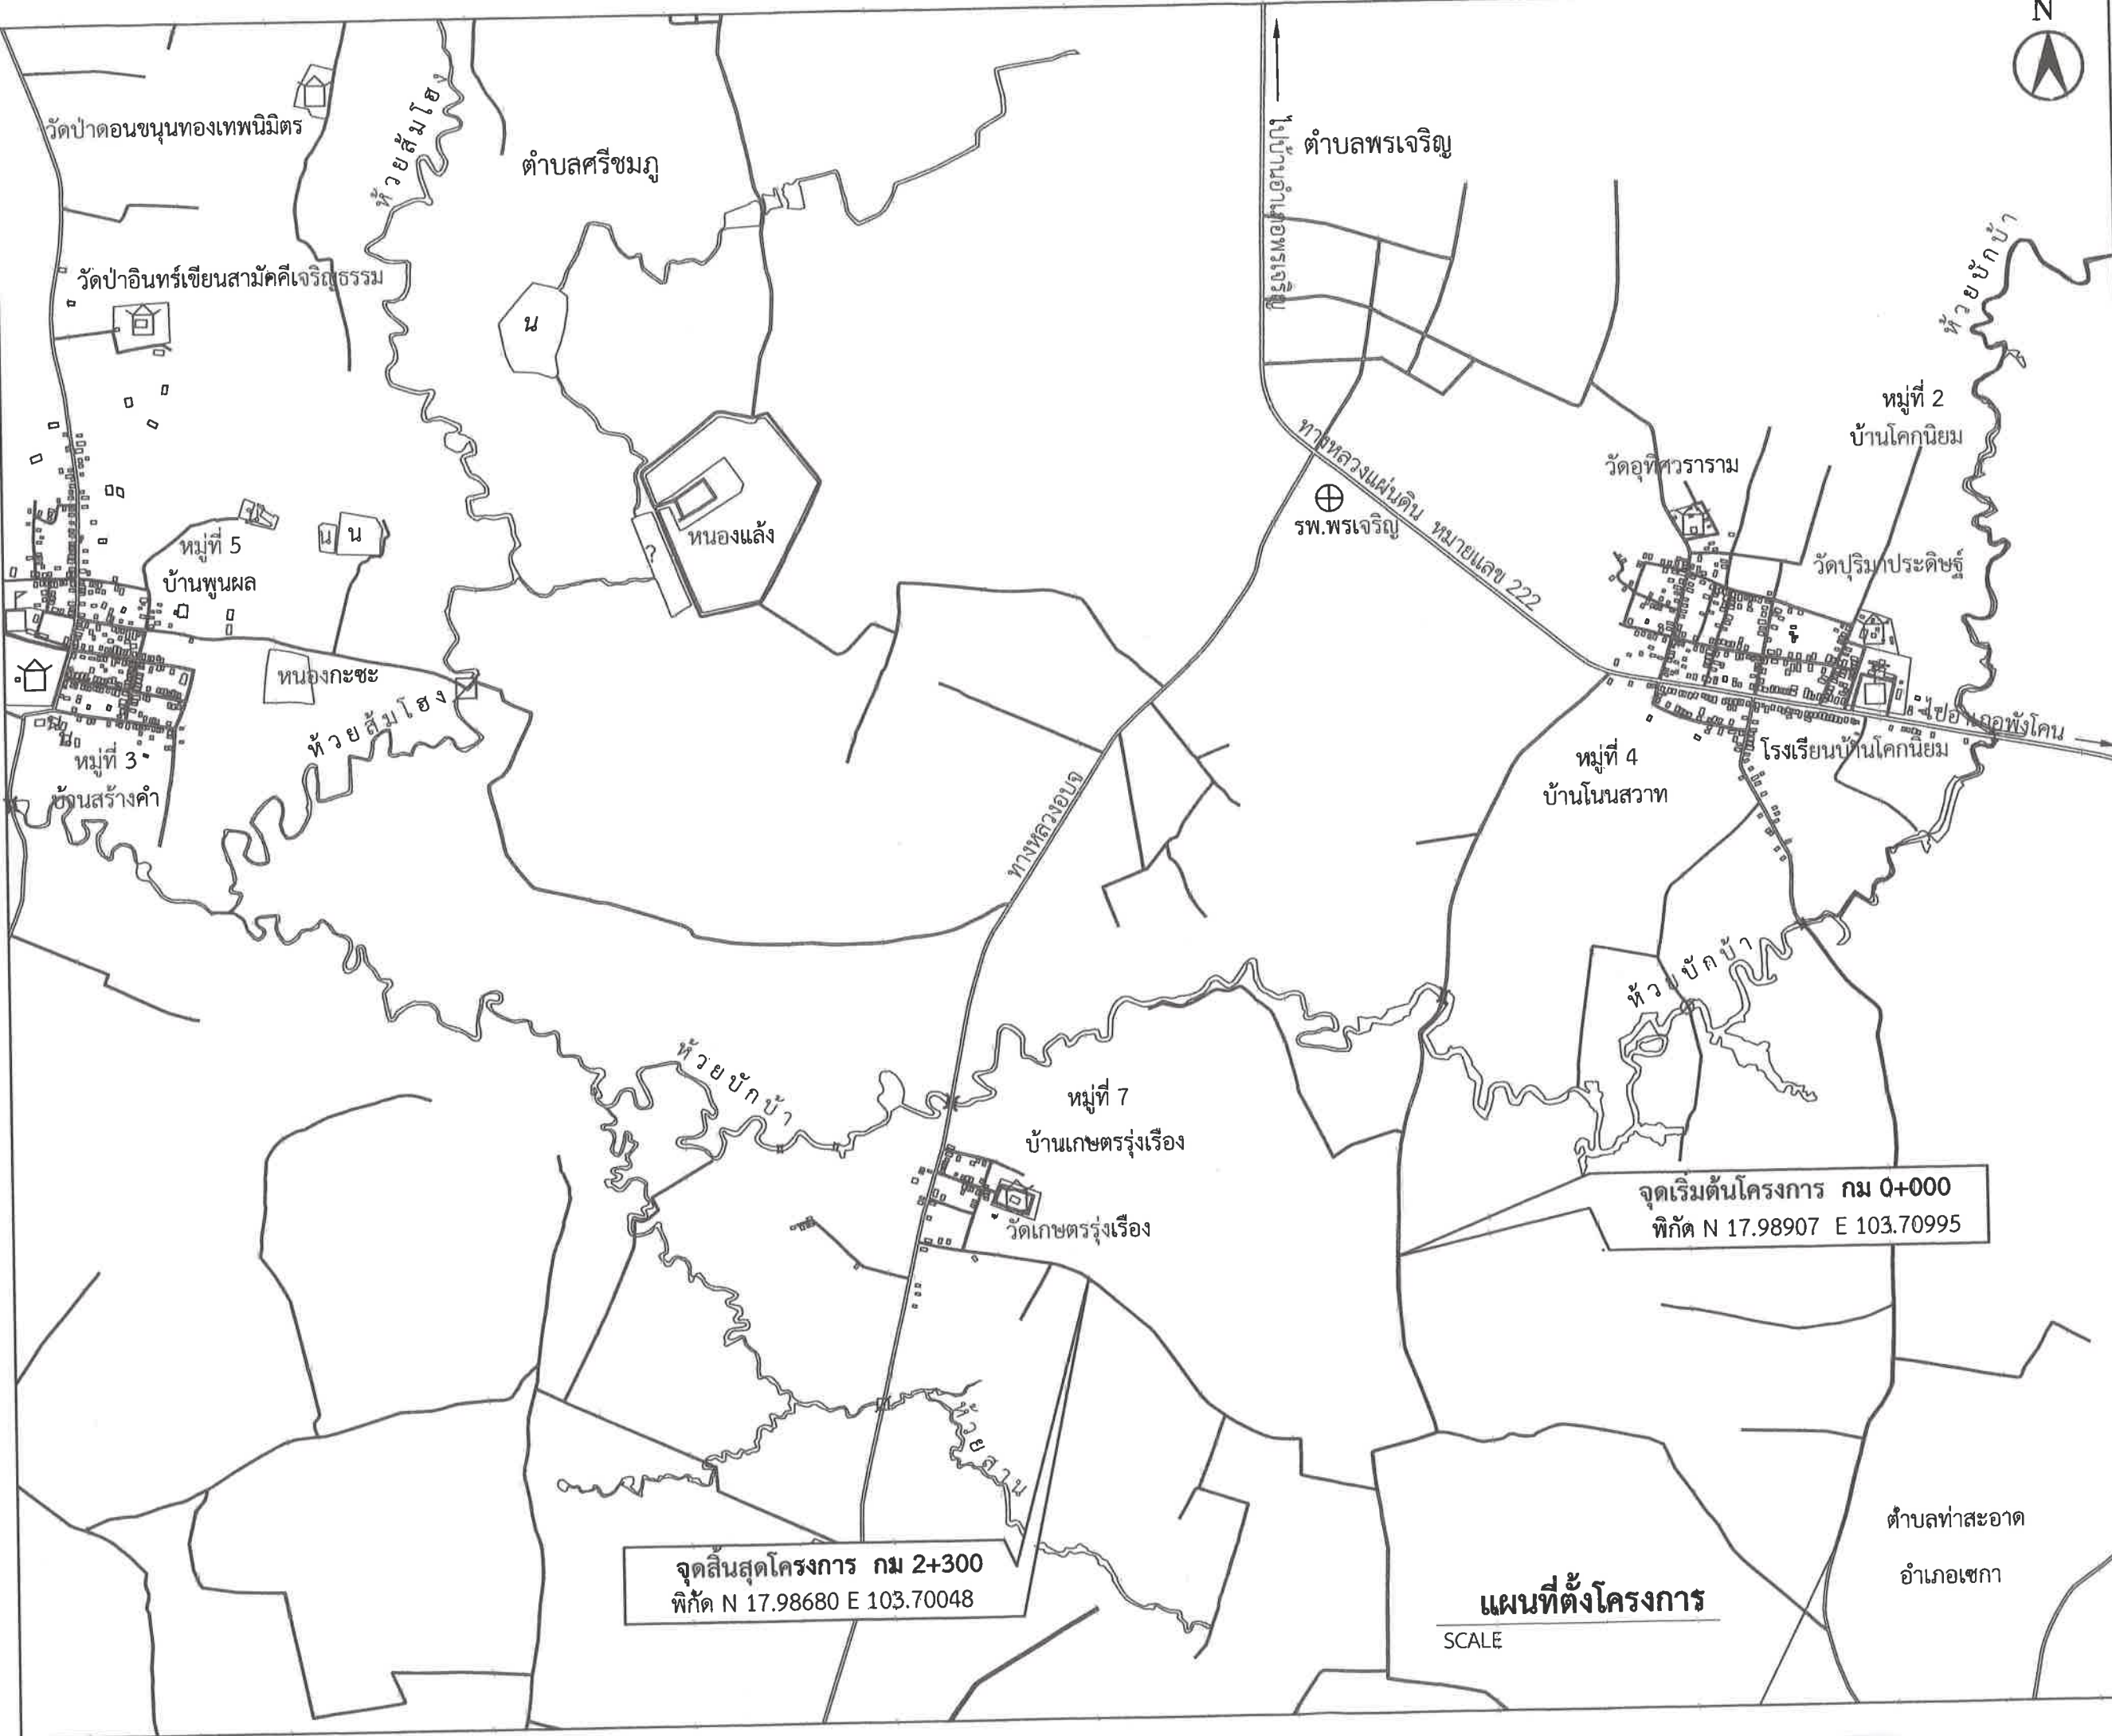 N
วัดป่าดอนขนุนทองเทพนิมิตร
ห้วยส้มโฮง
ตำบลศรีชมภู
ไปบ้านอำเภอพรเจริญ
ตำบลพรเจริญ
ห้วยบักบ้า
วัดป่าอินทร์เขียนสามัคคีเจริญธรรม
น
หมู่ที่ 2
บ้านโคกนิยม
ทางหลวงแผ่นดิน หมายเลข 222
วัดอุทิศวราราม
รพ.พรเจริญ
หนองแล้ง
?
น
น
หมู่ที่ 5
บ้านพูนผล
วัดปุริมาประดิษฐ์
หนองกะซะ
ห้วยส้มโฮง
ไปอำเภอพังโคน
โรงเรียนบ้านโคกนิยม
หมู่ที่ 3
บ้านสร้างคำ
หมู่ที่ 4
บ้านโนนสวาท
ทางหลวงอบจ
ห้วยบักบ้า
ห้วยบักบ้า
หมู่ที่ 7
บ้านเกษตรรุ่งเรือง
วัดเกษตรรุ่งเรือง
จุดเริ่มต้นโครงการ กม 0+000
พิกัด N 17.98907 E 103.70995
ห้วยสาน
จุดสิ้นสุดโครงการ กม 2+300
พิกัด N 17.98680 E 103.70048
ตำบลท่าสะอาด
อำเภอเซกา
แผนที่ตั้งโครงการ
SCALE